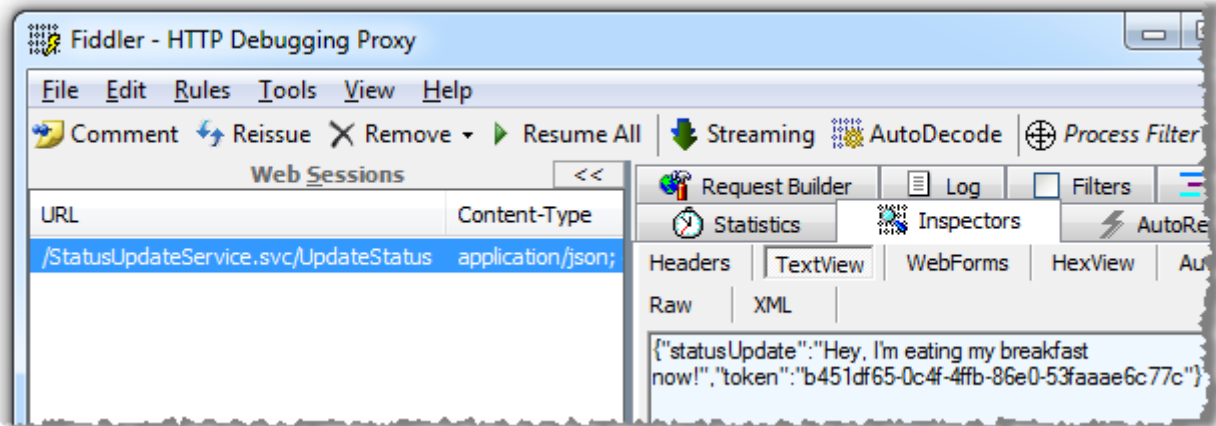 Fiddler - HTTP Debugging Proxy
File Edit Rules Tools View Help
Comment Reissue Remove Resume All Streaming AutoDecode Process Filter
Web Sessions <<
URL Content-Type
/StatusUpdateService.svc/UpdateStatus application/json;
Request Builder Log Filters
Statistics Inspectors AutoRe
Headers TextView WebForms HexView Au
Raw XML
{"statusUpdate":"Hey, I'm eating my breakfast
now!","token":"b451df65-0c4f-4ffb-86e0-53faaae6c77c"}